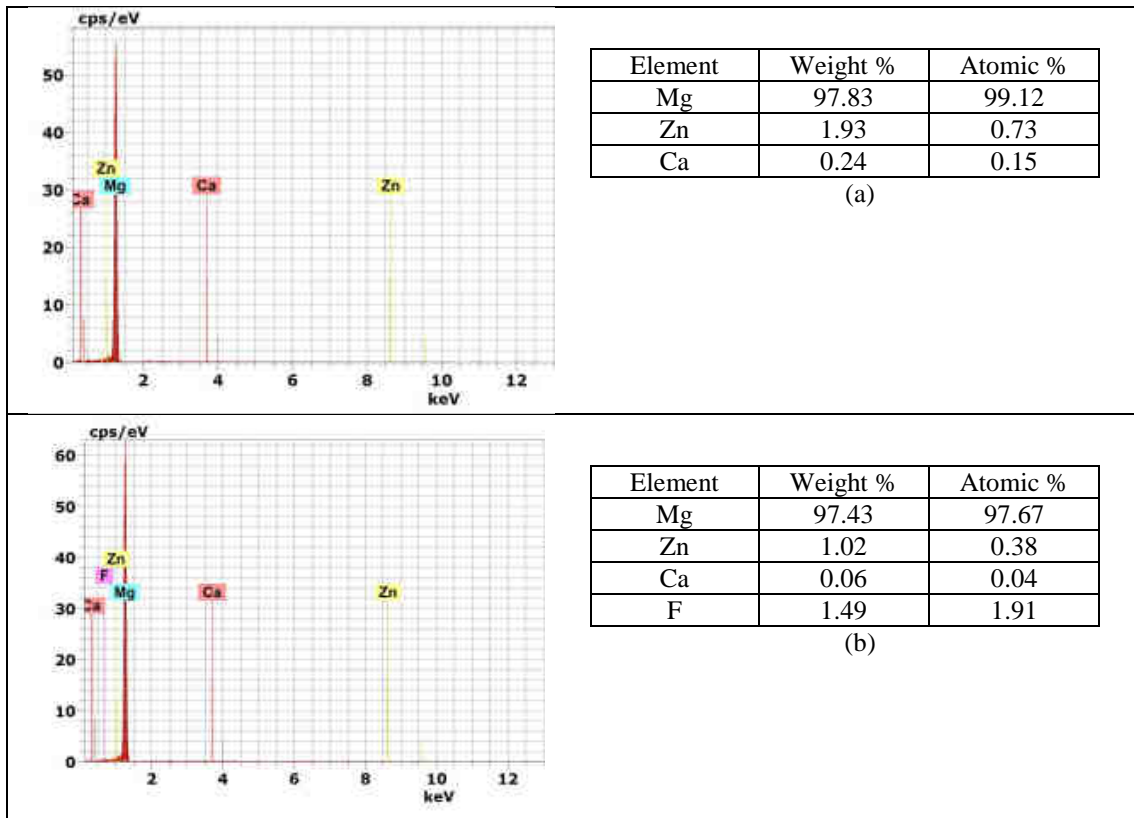 cps/eV
50
40
30
20
10
0
Zn
Mg
Ca
Ca
Zn
2 4 6 8 10 12
keV
Element Weight % Atomic %
Mg 97.83 99.12
Zn 1.93 0.73
Ca 0.24 0.15
(a)
cps/eV
60
50
40
30
20
10
0
Zn
F
Mg
Ca
Ca
Zn
2 4 6 8 10 12
keV
Element Weight % Atomic %
Mg 97.43 97.67
Zn 1.02 0.38
Ca 0.06 0.04
F 1.49 1.91
(b)